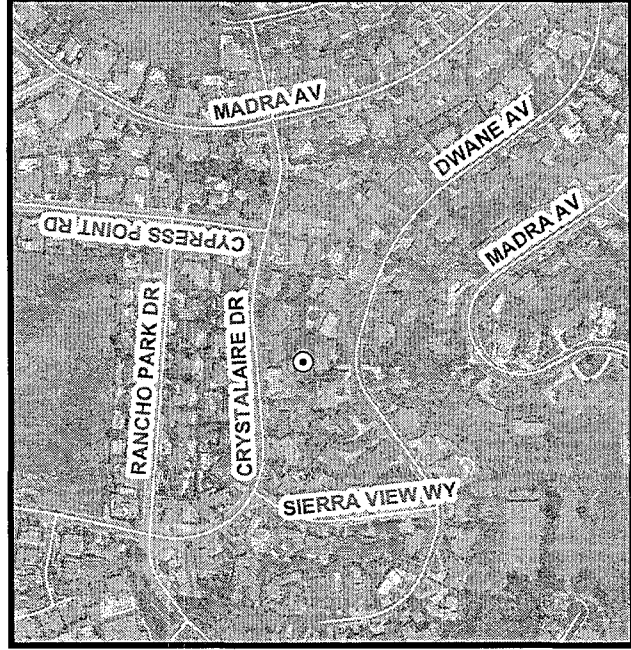 MADRA AV
DWANE AV
MADRA AV
CYPRESS POINT RD
RANCHO PARK DR
CRYSTALAIRE DR
SIERRA VIEW WY